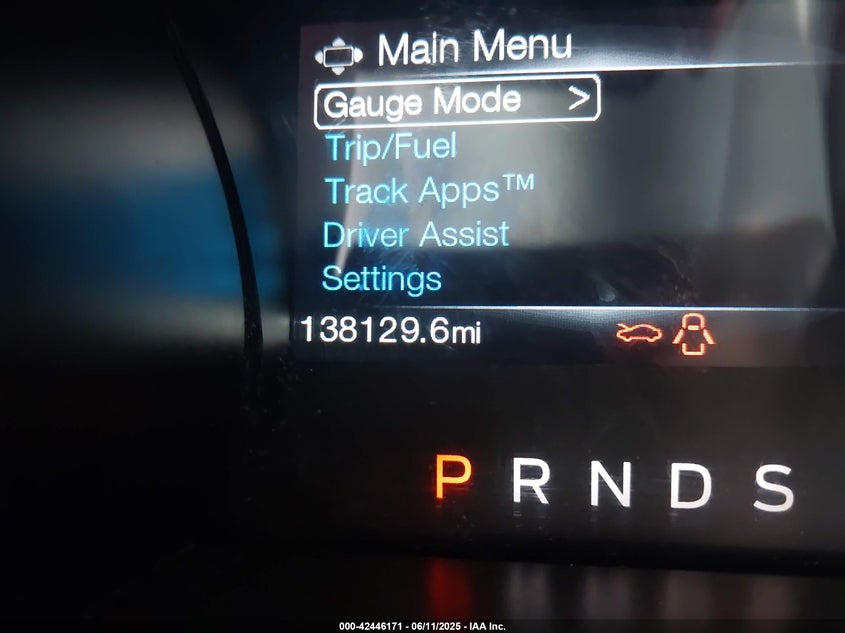 Main Menu
Gauge Mode >
Trip/Fuel
Track Apps™
Driver Assist
Settings
138129.6mi
P R N D S
000-42446171 - 06/11/2025 - IAA Inc.